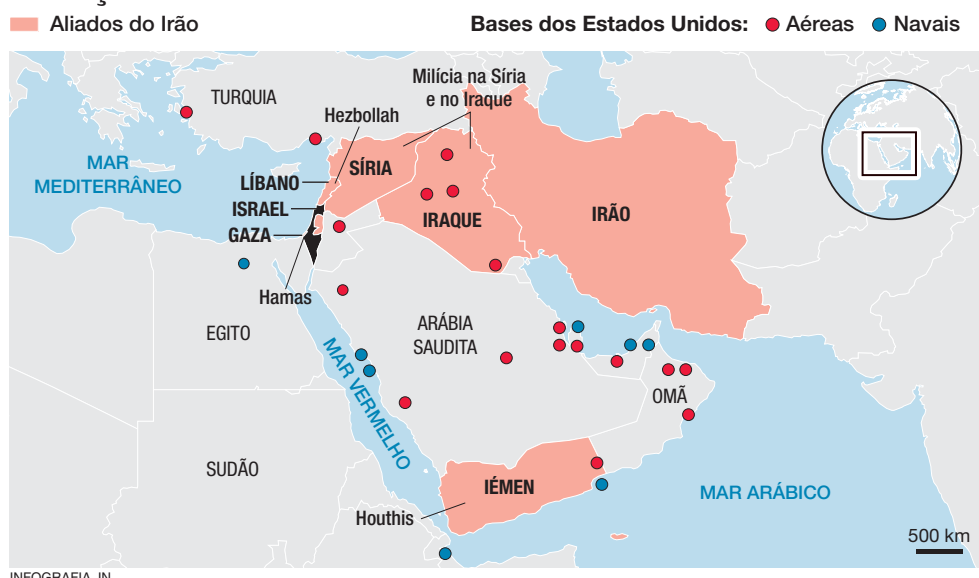 Aliados do Irão
Bases dos Estados Unidos: Aéreas Navais
Milícia na Síria
e no Iraque
TURQUIA
Hezbollah
MAR
MEDITERRÂNEO
SÍRIA
LÍBANO
ISRAEL
GAZA
IRAQUE
IRÃO
Hamas
EGITO
ARÁBIA
SAUDITA
MAR VERMELHO
OMÃ
SUDÃO
IÉMEN
MAR ARÁBICO
Houthis
500 km